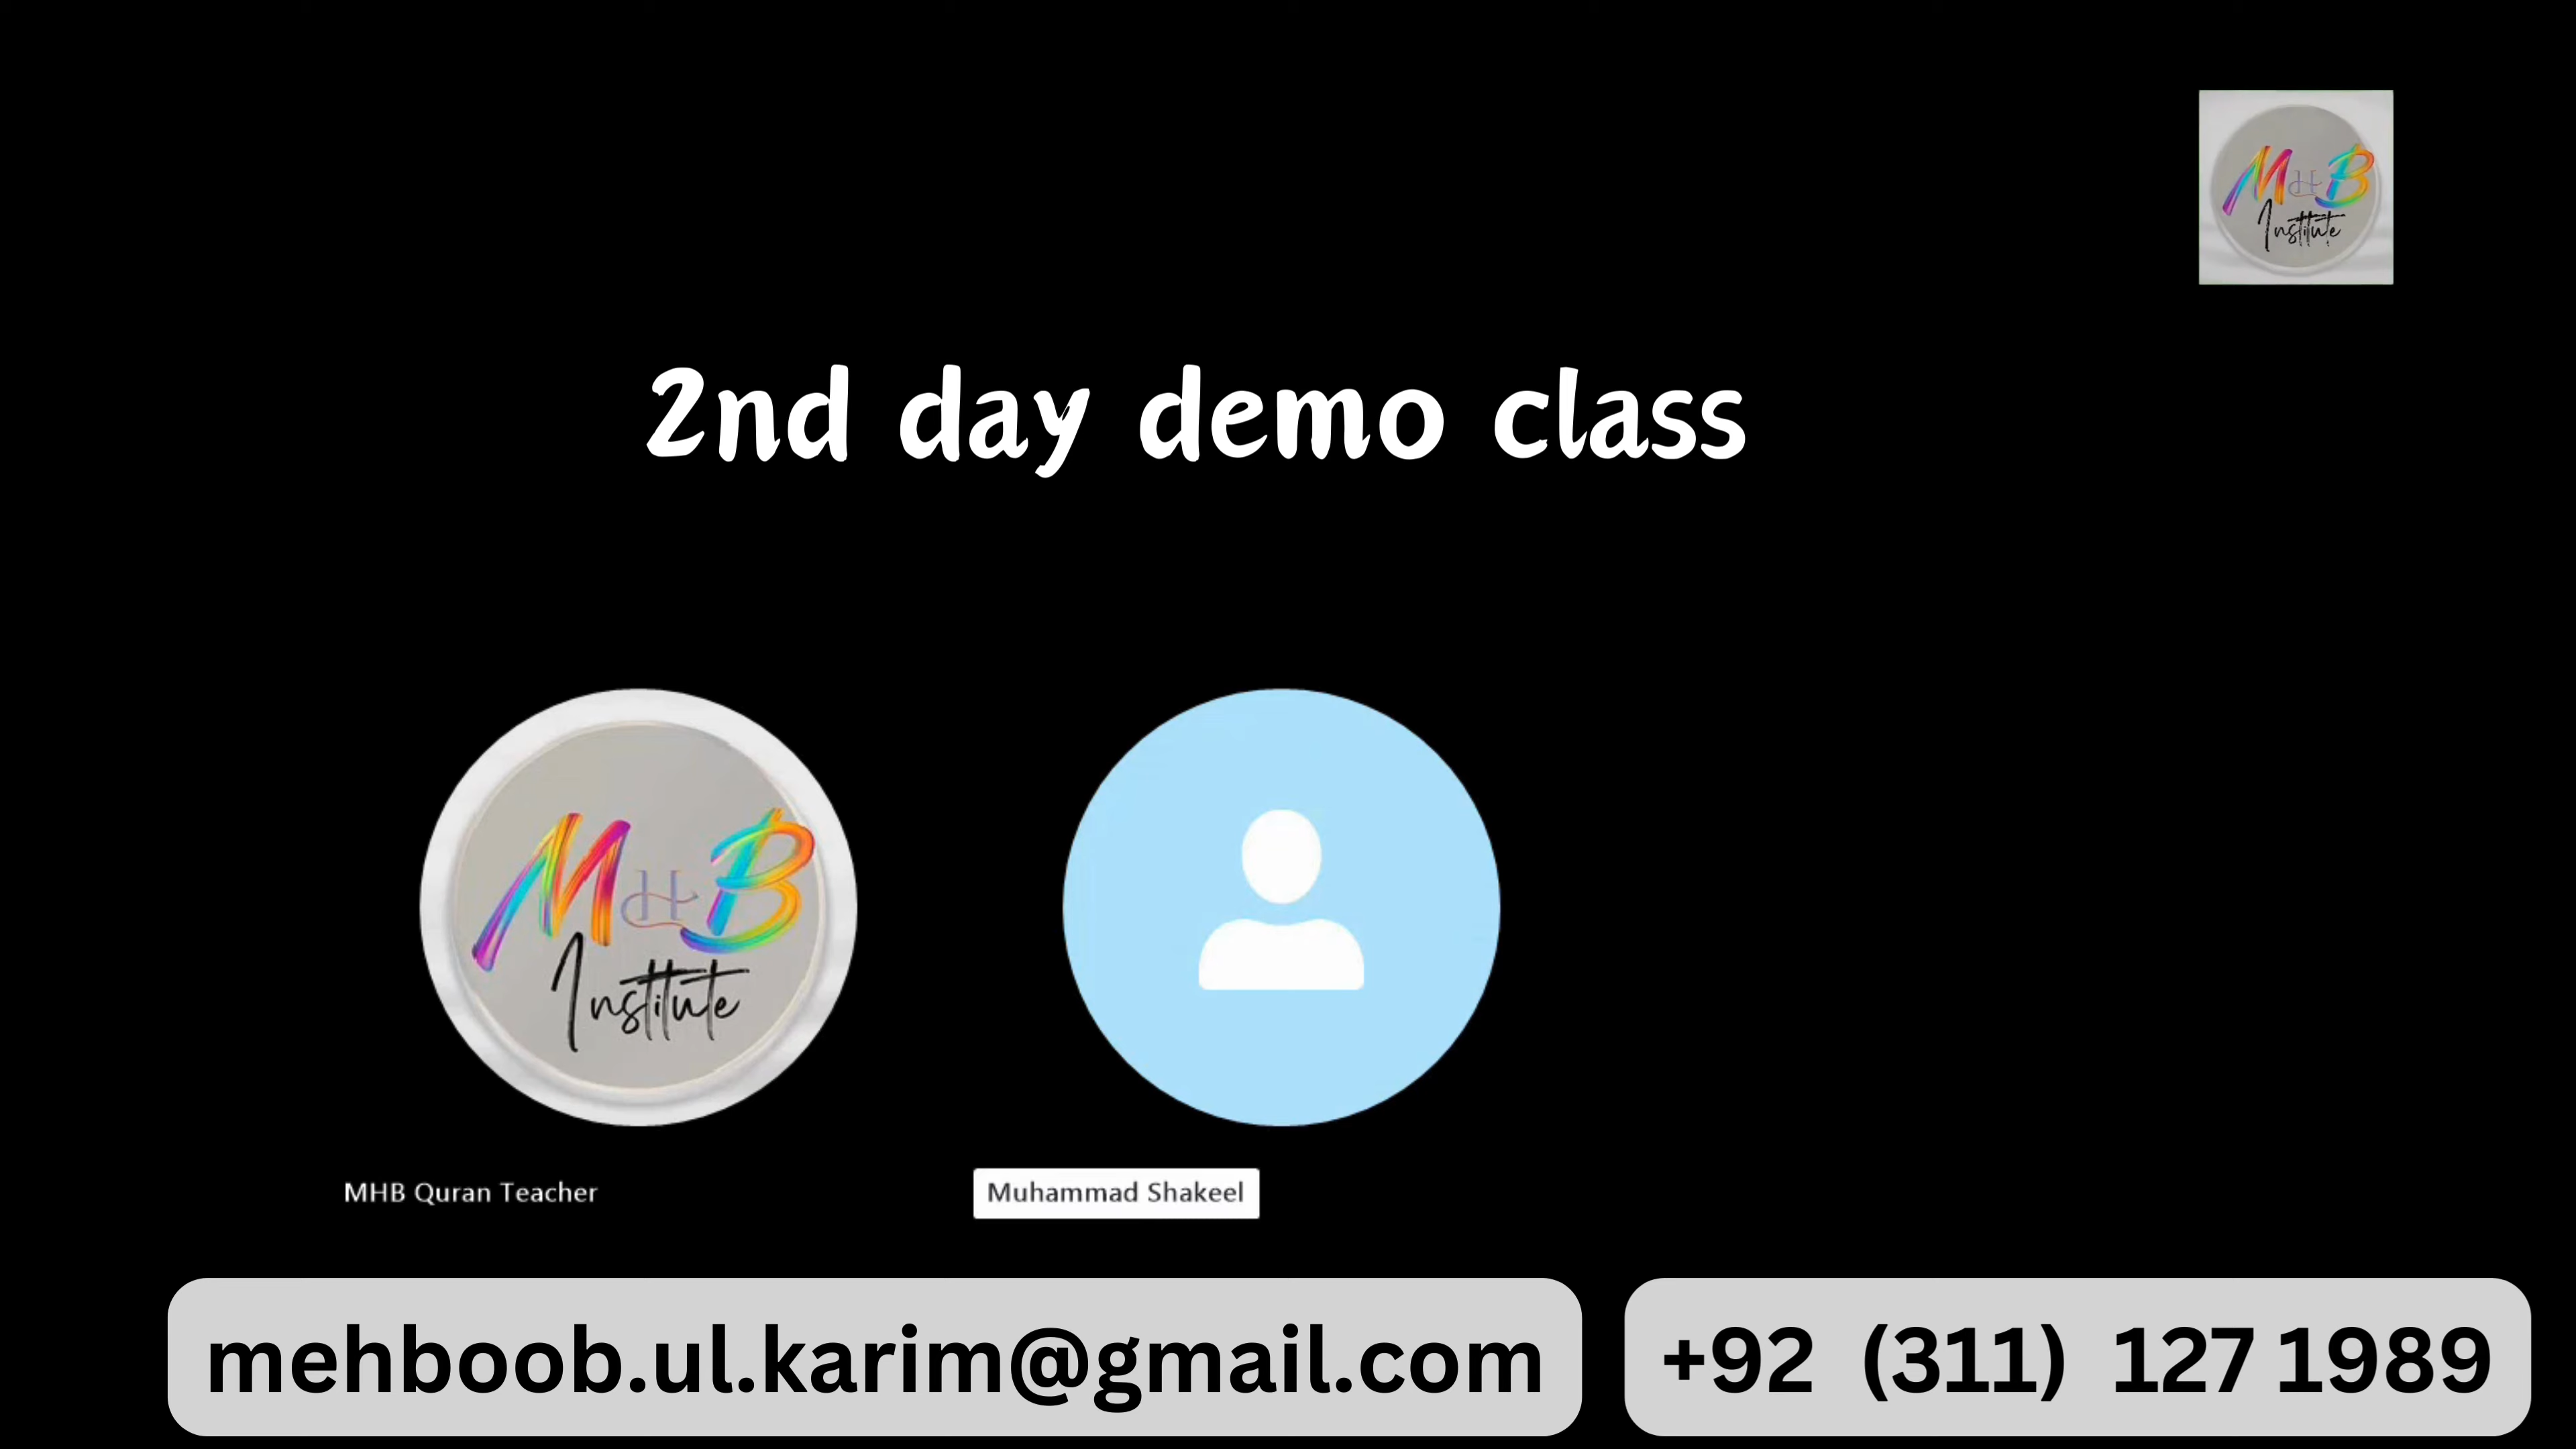 MHB
Institute
2nd day demo class
MHB
Institute
MHB Quran Teacher
Muhammad Shakeel
mehboob.ul.karim@gmail.com
+92 (311) 127 1989